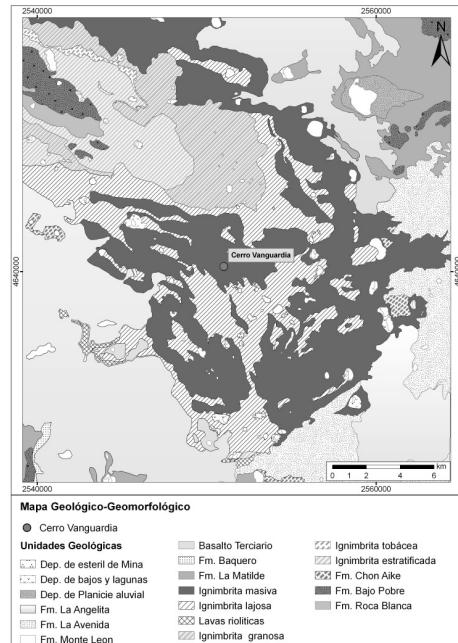 2540000
2560000
N
Cerro Vanguardia
4640000
4640000
0 1 2 4 6
km
2540000
2560000
Mapa Geológico-Geomorfológico
Cerro Vanguardia
Unidades Geológicas
Dep. de esteril de Mina
Dep. de bajos y lagunas
Dep. de Planicie aluvial
Fm. La Angelita
Fm. La Avenida
Fm. Monte Leon
Basalto Terciario
Fm. Baquero
Fm. La Matilde
Ignimbrita masiva
Ignimbrita lajosa
Lavas rioliticas
Ignimbrita granosa
Ignimbrita tobácea
Ignimbrita estratificada
Fm. Chon Aike
Fm. Bajo Pobre
Fm. Roca Blanca